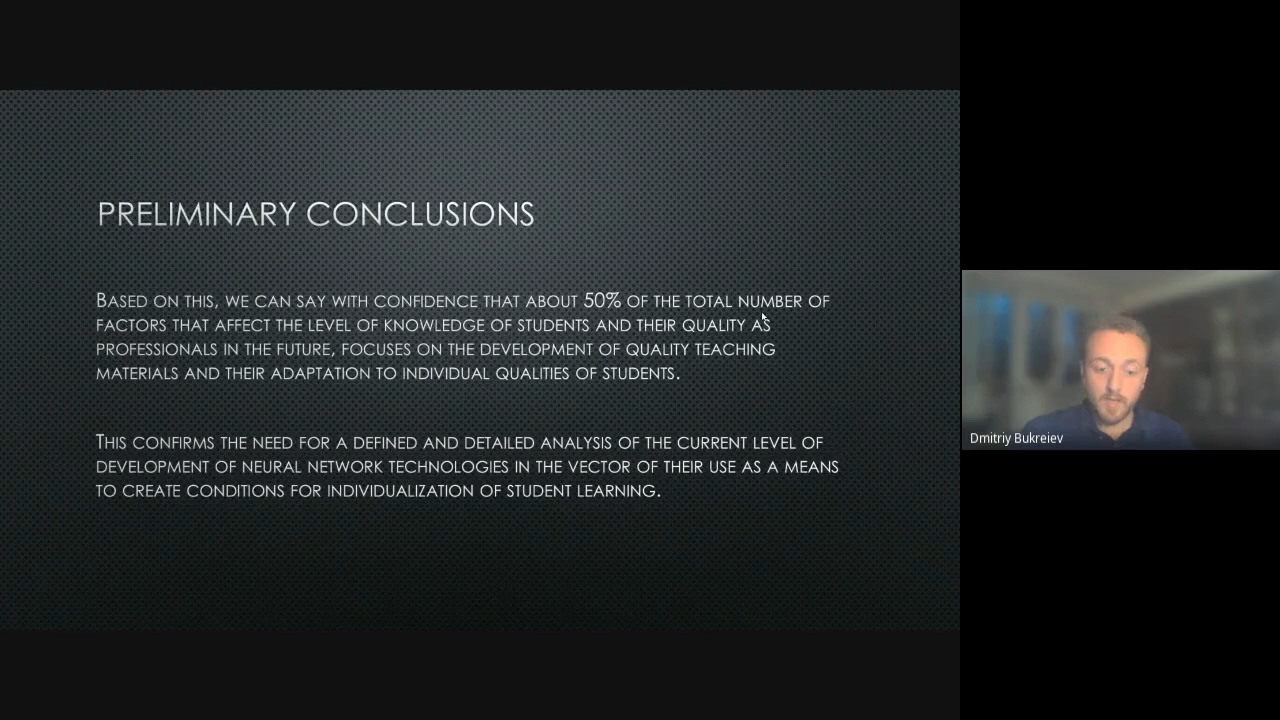 PRELIMINARY CONCLUSIONS
BASED ON THIS, WE CAN SAY WITH CONFIDENCE THAT ABOUT 50% OF THE TOTAL NUMBER OF
FACTORS THAT AFFECT THE LEVEL OF KNOWLEDGE OF STUDENTS AND THEIR QUALITY AS
PROFESSIONALS IN THE FUTURE, FOCUSES ON THE DEVELOPMENT OF QUALITY TEACHING
MATERIALS AND THEIR ADAPTATION TO INDIVIDUAL QUALITIES OF STUDENTS.
THIS CONFIRMS THE NEED FOR A DEFINED AND DETAILED ANALYSIS OF THE CURRENT LEVEL OF
DEVELOPMENT OF NEURAL NETWORK TECHNOLOGIES IN THE VECTOR OF THEIR USE AS A MEANS
TO CREATE CONDITIONS FOR INDIVIDUALIZATION OF STUDENT LEARNING.
Dmitriy Bukreiev